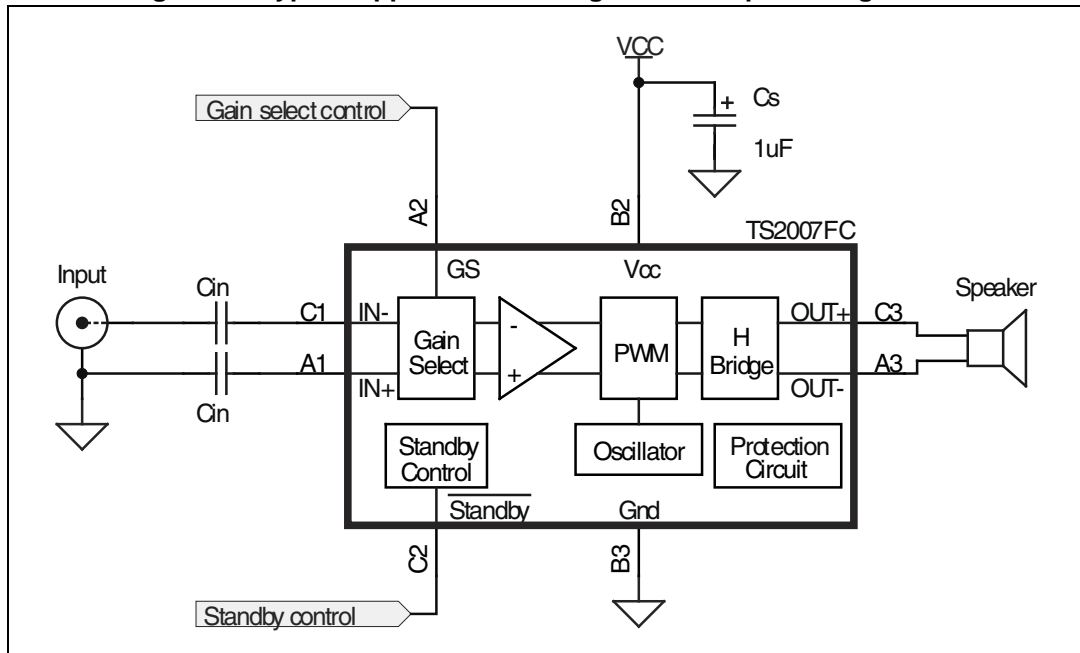 VCC
Gain select control
+ Cs
1uF
A2
B2
TS2007FC
Input
Cin
GS
Vcc
Speaker
C1
IN-
OUT+
C3
Gain
Select
-
+
PWM
H
Bridge
A1
IN+
OUT-
A3
Cin
Standby
Control
Oscillator
Protection
Circuit
Standby
Gnd
C2
B3
Standby control